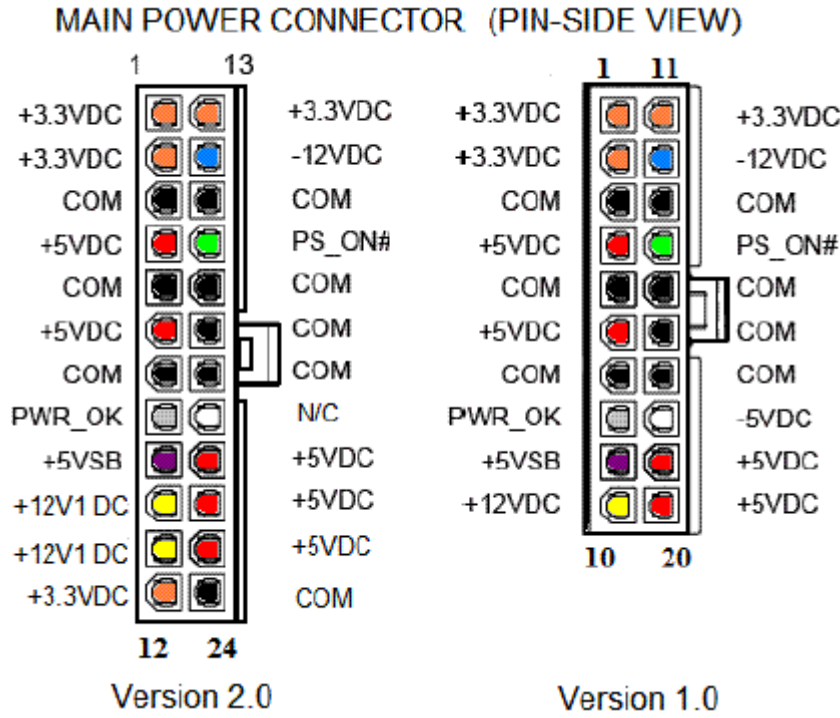 MAIN POWER CONNECTOR (PIN-SIDE VIEW)
1 13
+3.3VDC +3.3VDC
+3.3VDC -12VDC
COM COM
+5VDC PS_ON#
COM COM
+5VDC COM
COM COM
PWR_OK N/C
+5VSB +5VDC
+12V1 DC +5VDC
+12V1 DC +5VDC
+3.3VDC COM
12 24
Version 2.0
1 11
+3.3VDC +3.3VDC
+3.3VDC -12VDC
COM COM
+5VDC PS_ON#
COM COM
+5VDC COM
COM COM
PWR_OK -5VDC
+5VSB +5VDC
+12VDC +5VDC
10 20
Version 1.0